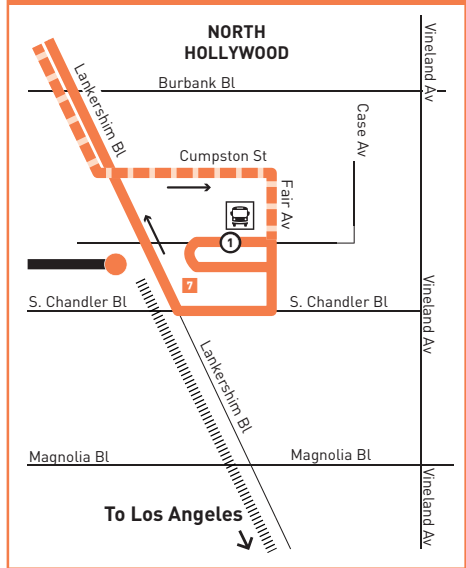 NORTH
HOLLYWOOD
Vineland Av
Burbank Bl
Lankershim Bl
Case Av
Cumpston St
Fair Av
1
7
S. Chandler Bl
S. Chandler Bl
Vineland Av
Lankershim Bl
Magnolia Bl
Magnolia Bl
Vineland Av
To Los Angeles